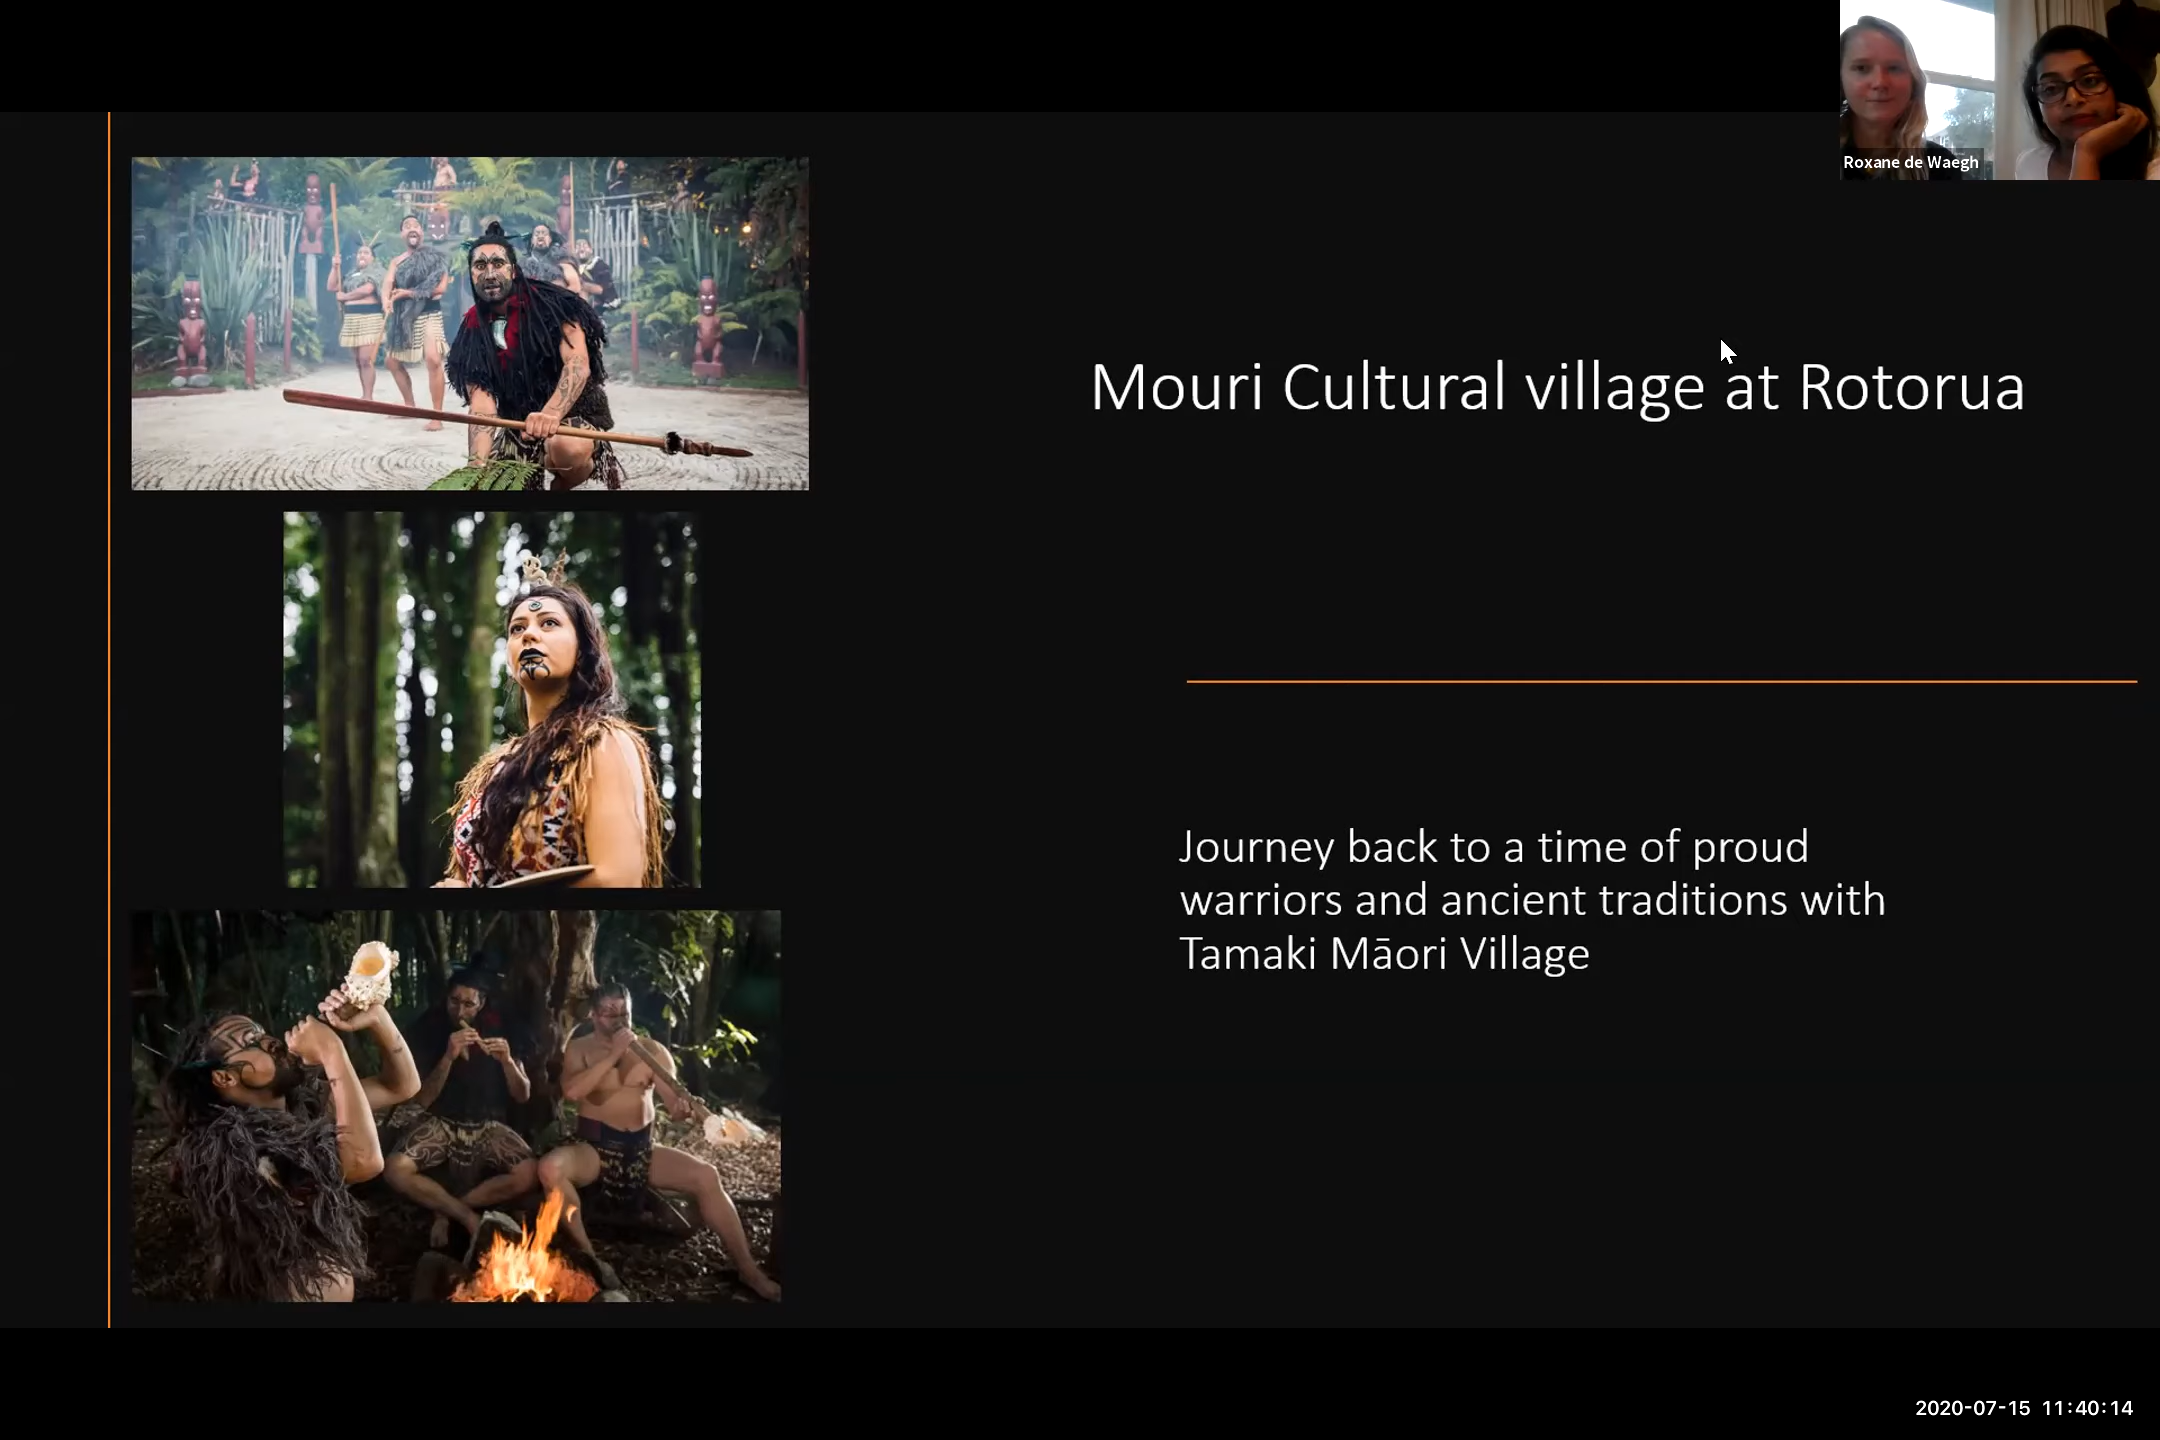 Roxane de Waegh
Mouri Cultural village at Rotorua
Journey back to a time of proud
warriors and ancient traditions with
Tamaki Māori Village
2020-07-15 11:40:14